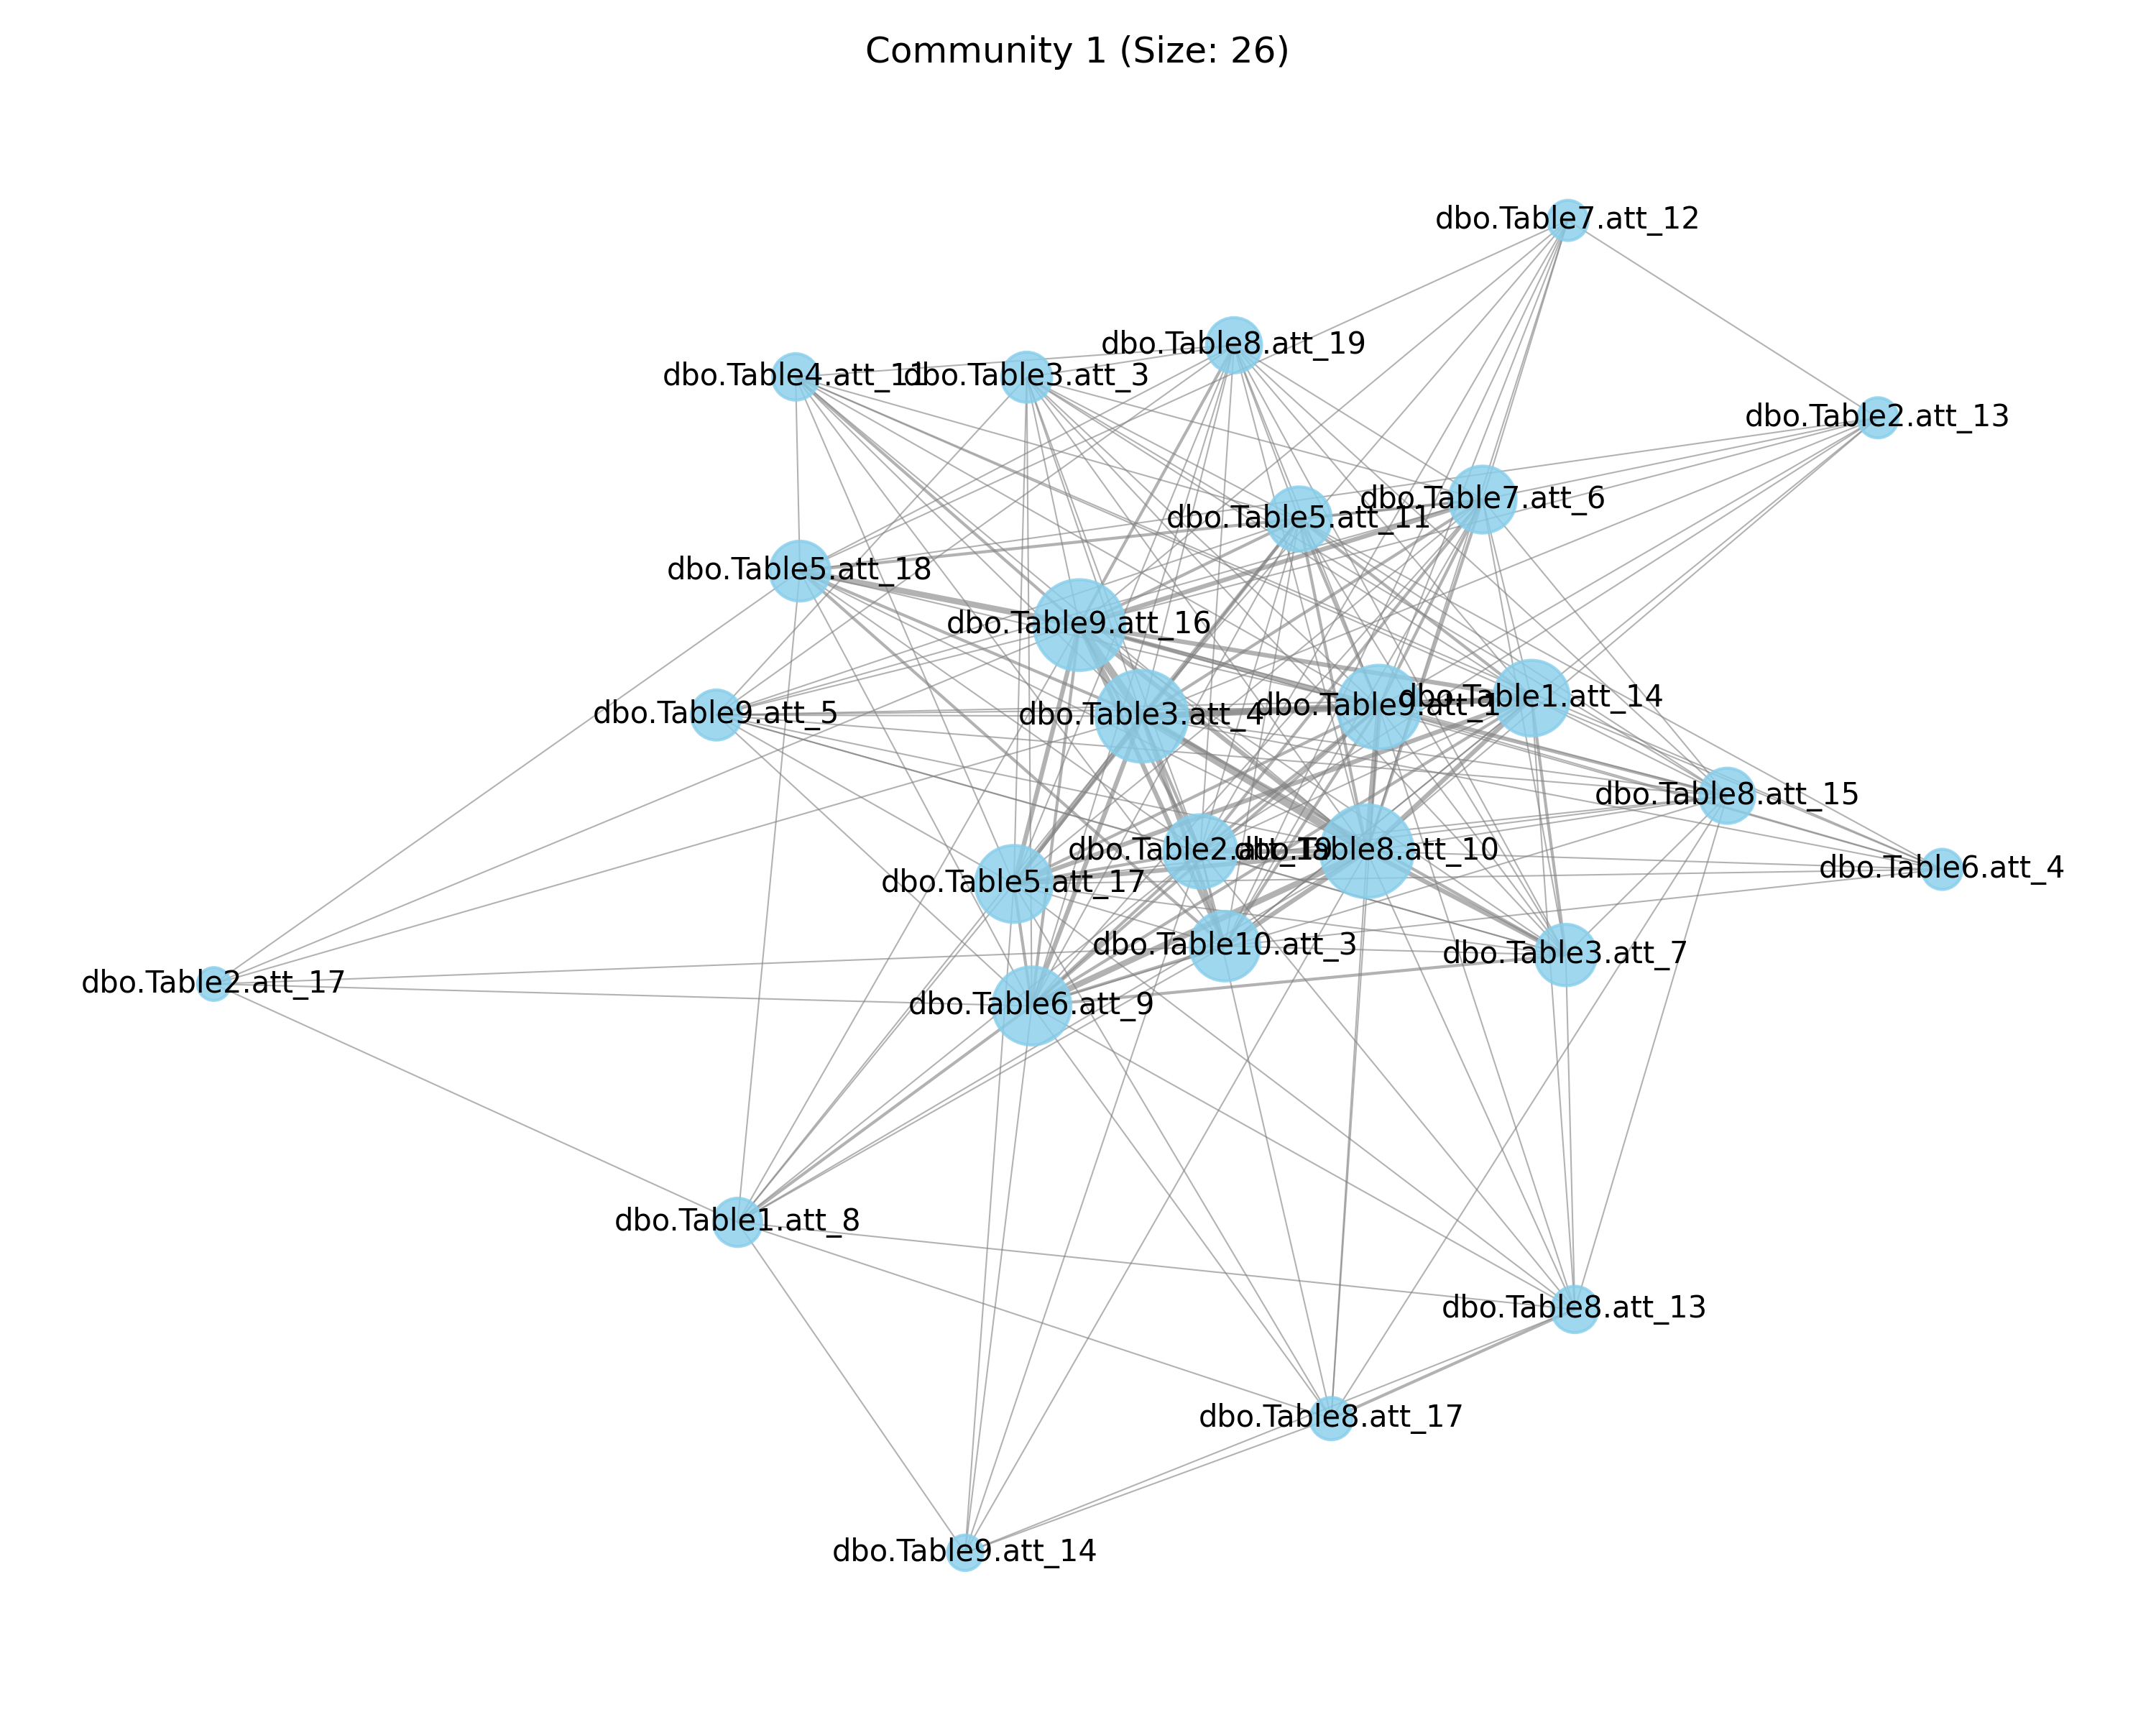 Community 1 (Size: 26)
dbo.Table7.att_12
dbo.Table8.att_19
dbo.Table4.att_11
dbo.Table3.att_3
dbo.Table2.att_13
dbo.Table7.att_6
dbo.Table5.att_11
dbo.Table5.att_18
dbo.Table9.att_16
dbo.Table1.att_14
dbo.Table9.att_1
dbo.Table9.att_5
dbo.Table3.att_4
dbo.Table8.att_15
dbo.Table2.att_19
dbo.Table8.att_10
dbo.Table6.att_4
dbo.Table5.att_17
dbo.Table10.att_3
dbo.Table3.att_7
dbo.Table2.att_17
dbo.Table6.att_9
dbo.Table1.att_8
dbo.Table8.att_13
dbo.Table8.att_17
dbo.Table9.att_14